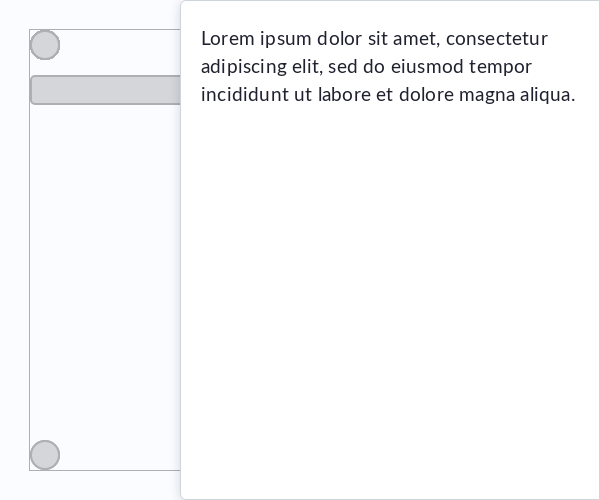 Lorem ipsum dolor sit amet, consectetur
adipiscing elit, sed do eiusmod tempor
incididunt ut labore et dolore magna aliqua.